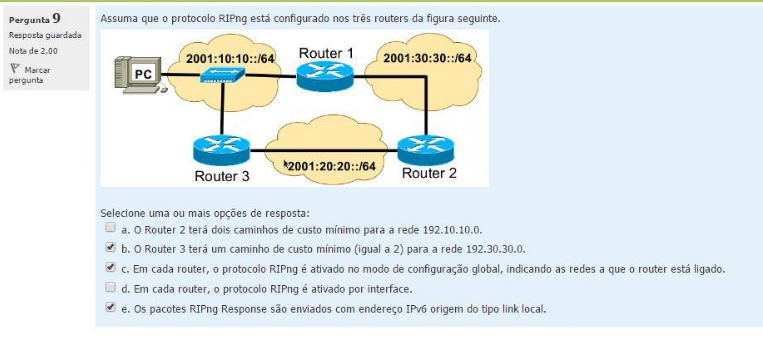 Pergunta 9
Resposta guardada
Nota de 2.00
Marcar
pergunta
Assuma que o protocolo RIPng está configurado nos três routers da figura seguinte.
PC
2001:10:10::/64
Router 1
2001:30:30::/64
Router 3
2001:20:20::/64
Router 2
Selecione uma ou mais opções de resposta:
a. O Router 2 terá dois caminhos de custo mínimo para a rede 192.10.10.0.
b. O Router 3 terá um caminho de custo mínimo (igual a 2) para a rede 192.30.30.0.
c. Em cada router, o protocolo RIPng é ativado no modo de configuração global, indicando as redes a que o router está ligado.
d. Em cada router, o protocolo RIPng é ativado por interface.
e. Os pacotes RIPng Response são enviados com endereço IPv6 origem do tipo link local.